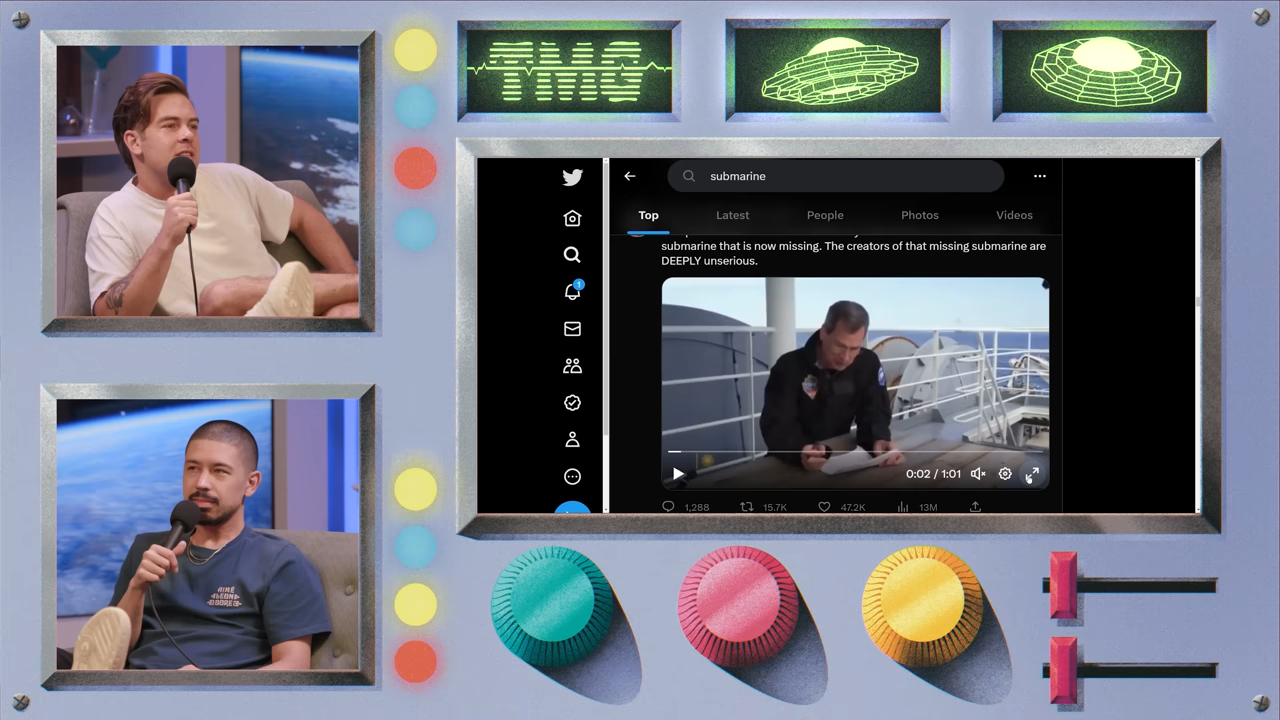 TMG
submarine
Top
Latest
People
Photos
Videos
submarine that is now missing. The creators of that missing submarine are
DEEPLY unserious.
1
0:02 / 1:01
1,288
15.7K
47.2K
13M